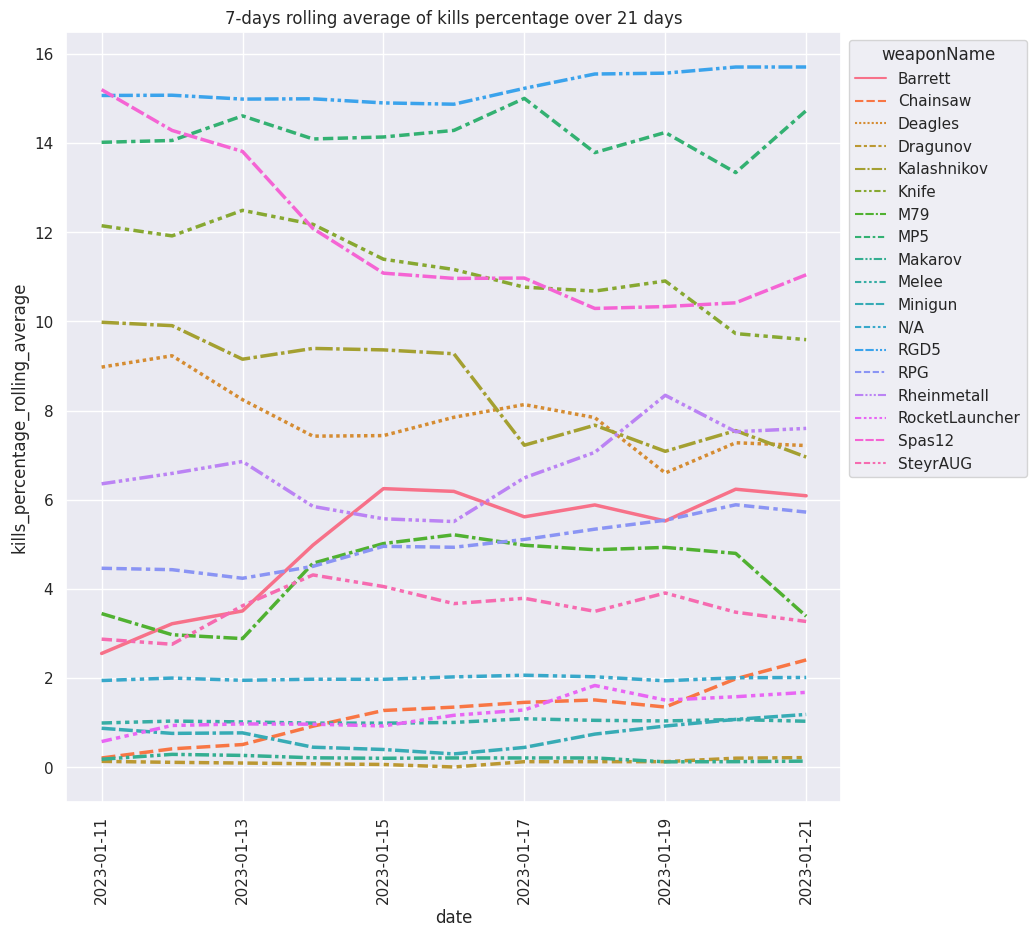 7-days rolling average of kills percentage over 21 days
kills_percentage_rolling_average
16
14
12
10
8
6
4
2
0
2023-01-11
2023-01-13
2023-01-15
2023-01-17
2023-01-19
2023-01-21
date
weaponName
Barrett
Chainsaw
Deagles
Dragunov
Kalashnikov
Knife
M79
MP5
Makarov
Melee
Minigun
N/A
RGD5
RPG
Rheinmetall
RocketLauncher
Spas12
SteyrAUG